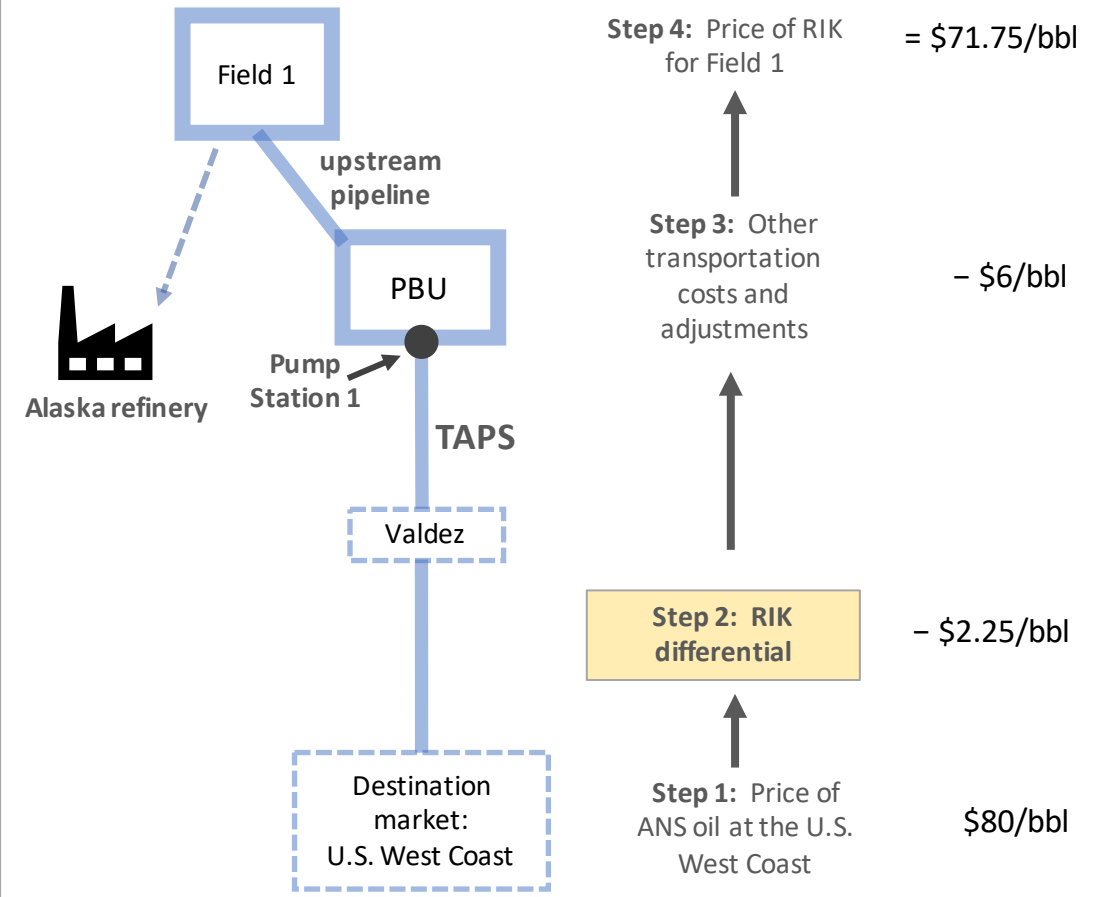 Field 1
upstream
pipeline
PBU
Pump
Station 1
Alaska refinery
TAPS
Valdez
Destination
market:
U.S. West Coast
Step 4: Price of RIK
for Field 1
= $71.75/bbl
Step 3: Other
transportation
costs and
adjustments
− $6/bbl
Step 2: RIK
differential
− $2.25/bbl
Step 1: Price of
ANS oil at the U.S.
West Coast
$80/bbl